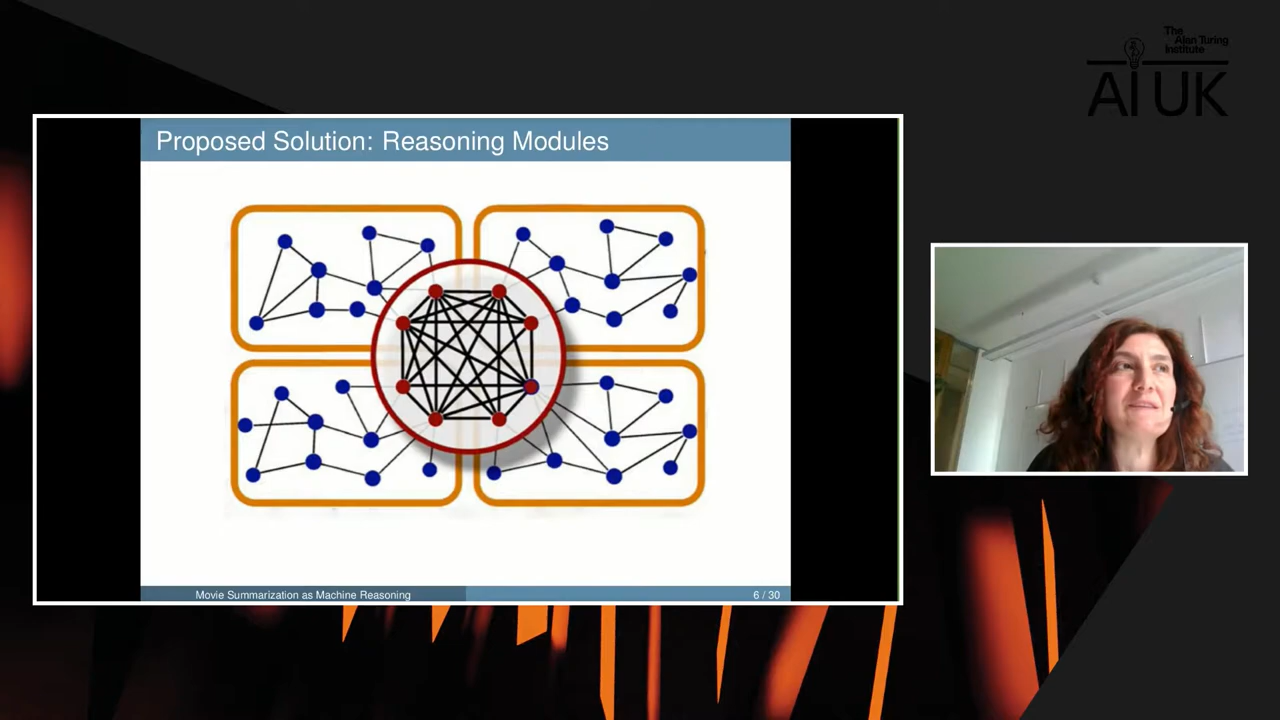 The
Alan Turing
Institute
AI UK
Proposed Solution: Reasoning Modules
Movie Summarization as Machine Reasoning
6 / 30